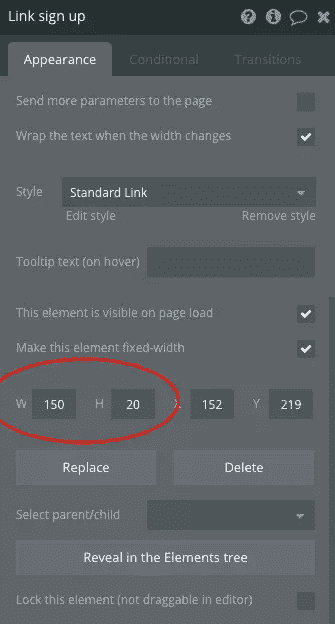 Link sign up
Appearance Conditional Transitions
Send more parameters to the page
Wrap the text when the width changes
Style Standard Link
Edit style Remove style
Tooltip text (on hover)
This element is visible on page load
Make this element fixed-width
W 150 H 20 X 152 Y 219
Replace Delete
Select parent/child
Reveal in the Elements tree
Lock this element (not draggable in editor)